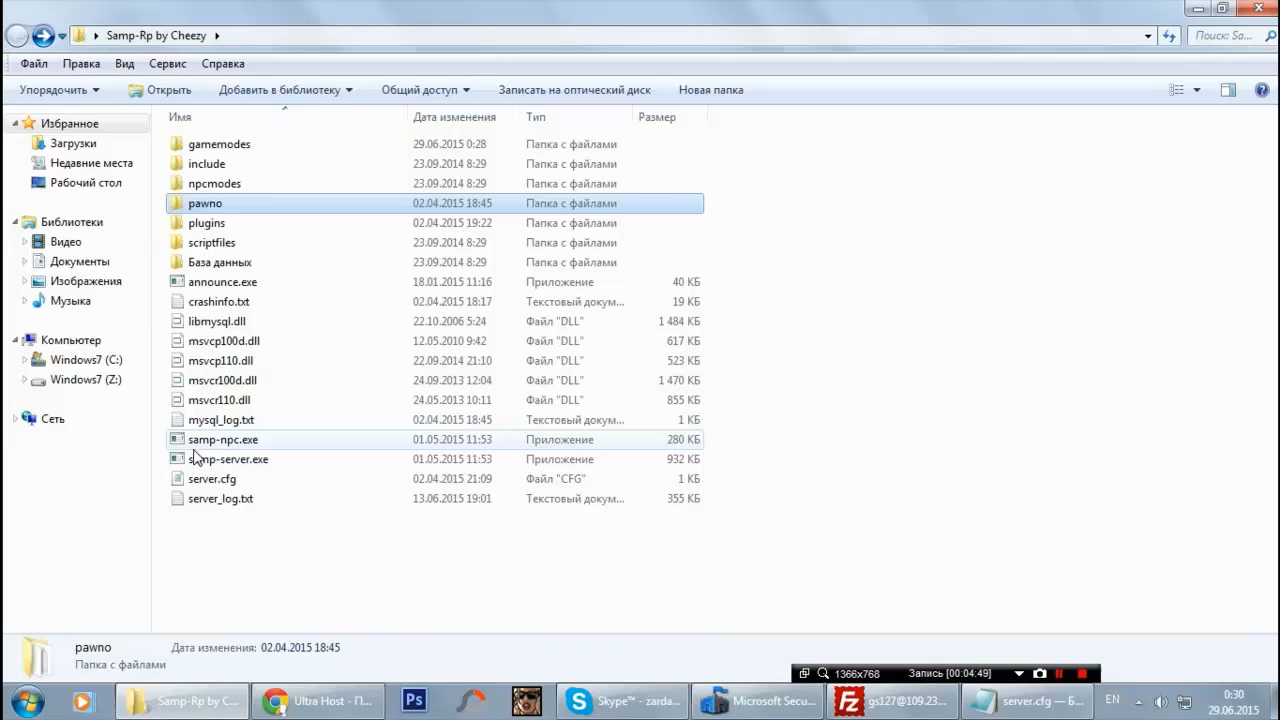 Samp-Rp by Cheezy
Поиск: Sa...
Файл Правка Вид Сервис Справка
Упорядочить Открыть Добавить в библиотеку Общий доступ Записать на оптический диск Новая папка
Имя Дата изменения Тип Размер
Избранное
Загрузки
Недавние места
Рабочий стол
Библиотеки
Видео
Документы
Изображения
Музыка
Компьютер
Windows7 (C:)
Windows7 (Z:)
Сеть
gamemodes 29.06.2015 0:28 Папка с файлами
include 23.09.2014 8:29 Папка с файлами
npcmodes 23.09.2014 8:29 Папка с файлами
pawno 02.04.2015 18:45 Папка с файлами
plugins 02.04.2015 19:22 Папка с файлами
scriptfiles 23.09.2014 8:29 Папка с файлами
База данных 23.09.2014 8:29 Папка с файлами
announce.exe 18.01.2015 11:16 Приложение 40 КБ
crashinfo.txt 02.04.2015 18:17 Текстовый докум... 19 КБ
libmysql.dll 22.10.2006 5:24 Файл "DLL" 1 484 КБ
msvcp100d.dll 12.05.2010 9:42 Файл "DLL" 617 КБ
msvcp110.dll 22.09.2014 21:10 Файл "DLL" 523 КБ
msvcr100d.dll 24.09.2013 12:04 Файл "DLL" 1 470 КБ
msvcr110.dll 24.05.2013 10:11 Файл "DLL" 855 КБ
mysql_log.txt 02.04.2015 18:45 Текстовый докум... 1 КБ
samp-npc.exe 01.05.2015 11:53 Приложение 280 КБ
samp-server.exe 01.05.2015 11:53 Приложение 932 КБ
server.cfg 02.04.2015 21:09 Файл "CFG" 1 КБ
server_log.txt 13.06.2015 19:01 Текстовый докум... 355 КБ
pawno Дата изменения: 02.04.2015 18:45
Папка с файлами
1366x768 Запись [00:04:49]
Samp-Rp by Ch... Ultra Host - П... Ps Skype™ - zarda... Microsoft Secu... gs127@109.23... server.cfg — Б... EN
0:30
29.06.2015